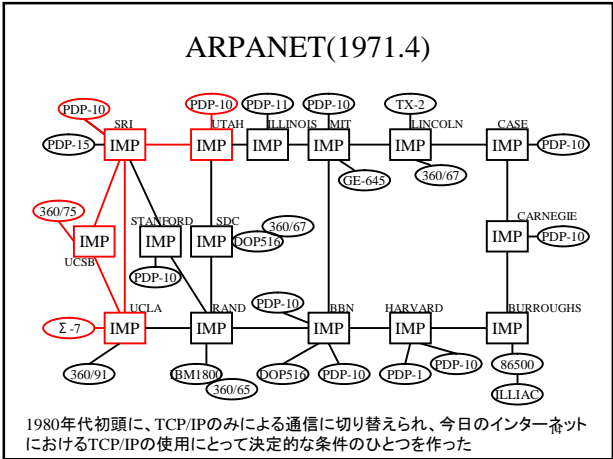 ARPANET(1971.4)
PDP-10
PDP-10
PDP-11
PDP-10
TX-2
SRI
UTAH
ILLINOIS
MIT
LINCOLN
CASE
PDP-15
IMP
IMP
IMP
IMP
IMP
IMP
PDP-10
GE-645
360/67
360/75
STANFORD
SDC
360/67
CARNEGIE
IMP
IMP
IMP
DOP516
IMP
PDP-10
UCSB
PDP-10
PDP-10
UCLA
RAND
BBN
HARVARD
BURROUGHS
Σ-7
IMP
IMP
IMP
IMP
IMP
360/91
IBM1800
360/65
DOP516
PDP-10
PDP-1
PDP-10
86500
ILLIAC
1980年代初頭に、TCP/IPのみによる通信に切り替えられ、今日のインターネット
におけるTCP/IPの使用にとって決定的な条件のひとつを作った